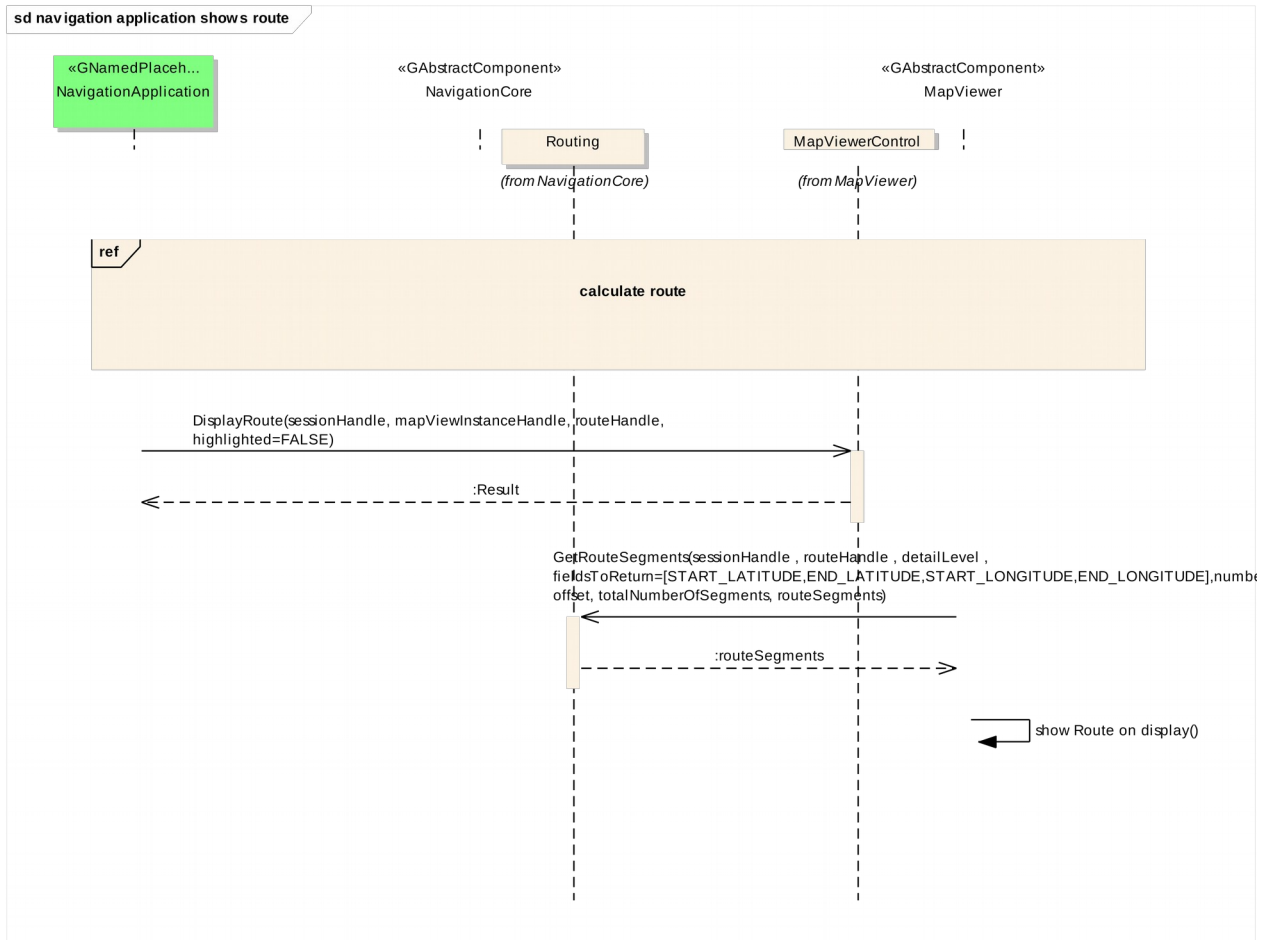 sd navigation application shows route
«GNamedPlaceh...
NavigationApplication
«GAbstractComponent»
NavigationCore
«GAbstractComponent»
MapViewer
Routing
(from NavigationCore)
MapViewerControl
(from MapViewer)
ref
calculate route
DisplayRoute(sessionHandle, mapViewInstanceHandle, routeHandle,
highlighted=FALSE)
:Result
GetRouteSegments(sessionHandle , routeHandle , detailLevel ,
fieldsToReturn=[START_LATITUDE,END_LATITUDE,START_LONGITUDE,END_LONGITUDE],numbe
offset, totalNumberOfSegments, routeSegments)
:routeSegments
show Route on display()